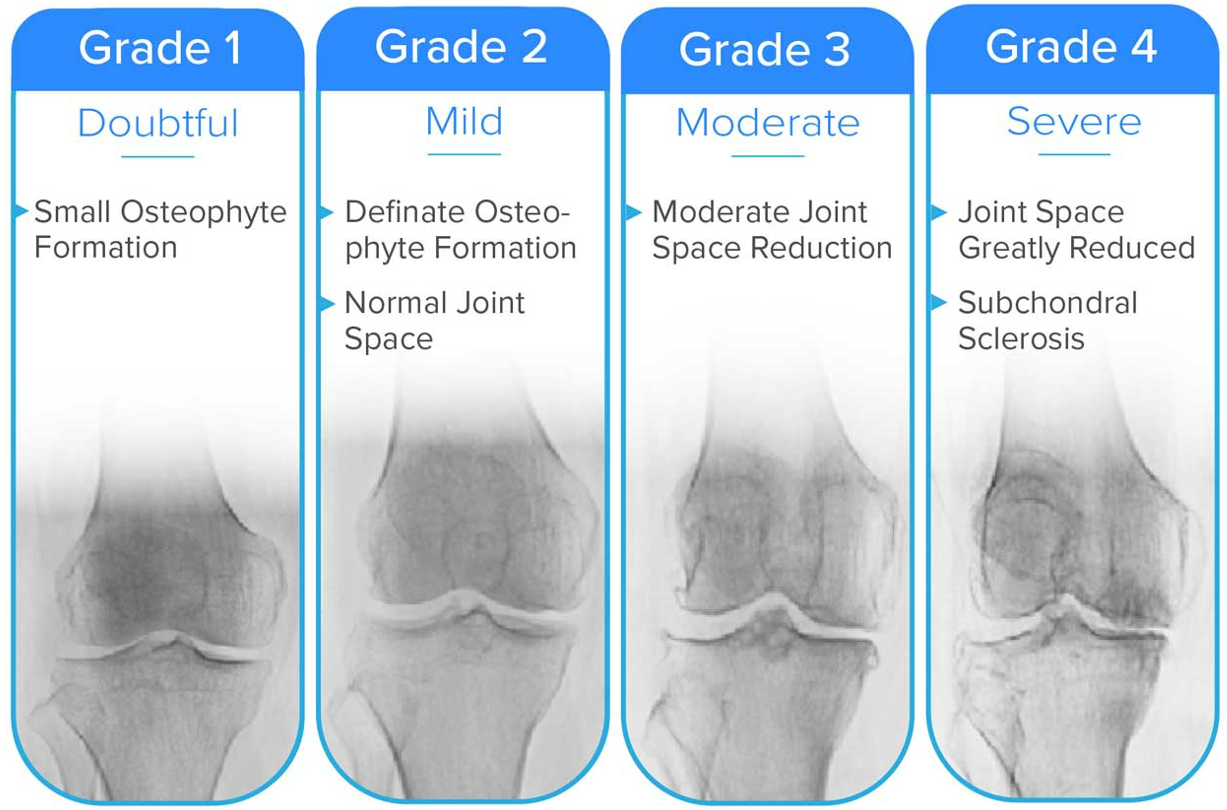 Grade 1
Doubtful
Small Osteophyte
Formation
Grade 2
Mild
Definate Osteo-
phyte Formation
Normal Joint
Space
Grade 3
Moderate
Moderate Joint
Space Reduction
Grade 4
Severe
Joint Space
Greatly Reduced
Subchondral
Sclerosis